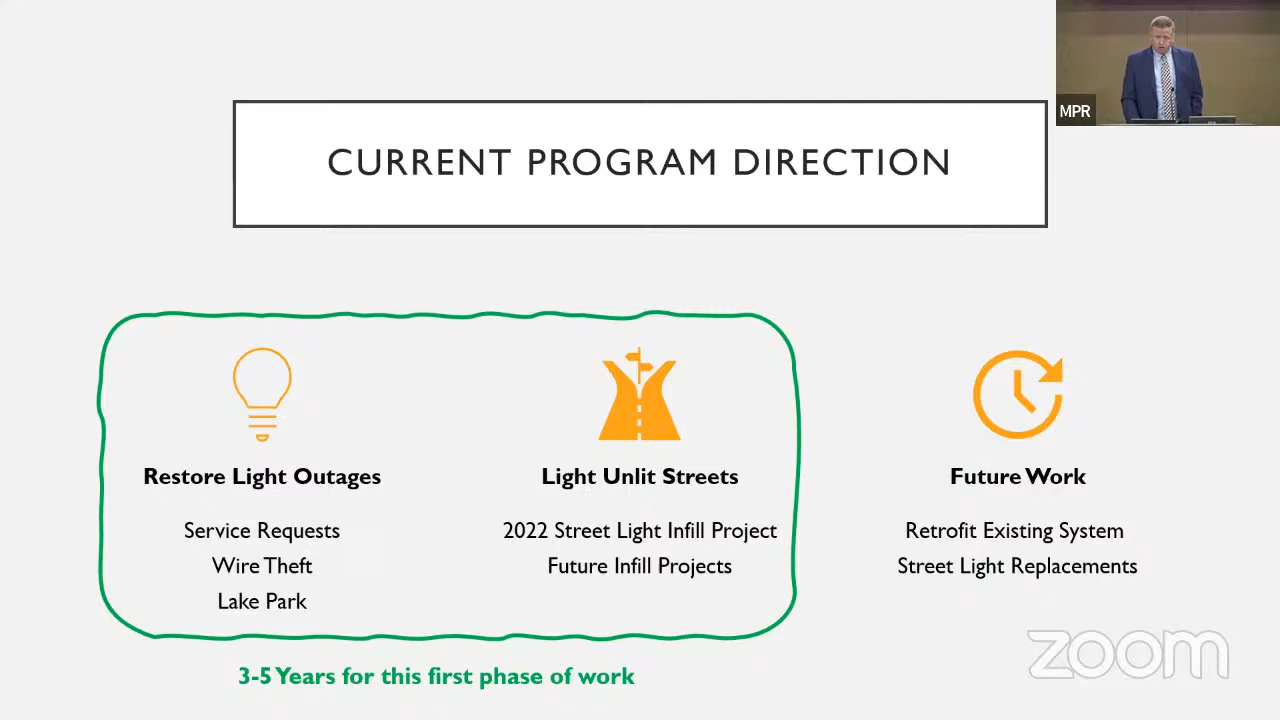 MPR
CURRENT PROGRAM DIRECTION
Restore Light Outages
Service Requests
Wire Theft
Lake Park
Light Unlit Streets
2022 Street Light Infill Project
Future Infill Projects
Future Work
Retrofit Existing System
Street Light Replacements
3-5 Years for this first phase of work
zoom